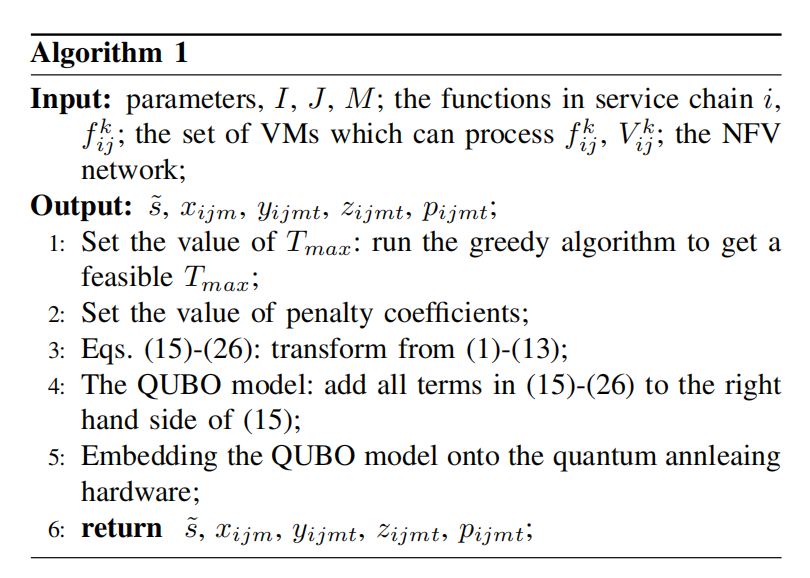 Algorithm 1
Input: parameters, I, J, M; the functions in service chain i,
f_{ij}^k; the set of VMs which can process f_{ij}^k, V_{ij}^k; the NFV
network;
Output: s̃, x_{ijm}, y_{ijmt}, z_{ijmt}, p_{ijmt};
1: Set the value of T_{max}: run the greedy algorithm to get a
feasible T_{max};
2: Set the value of penalty coefficients;
3: Eqs. (15)-(26): transform from (1)-(13);
4: The QUBO model: add all terms in (15)-(26) to the right
hand side of (15);
5: Embedding the QUBO model onto the quantum annleaing
hardware;
6: return s̃, x_{ijm}, y_{ijmt}, z_{ijmt}, p_{ijmt};